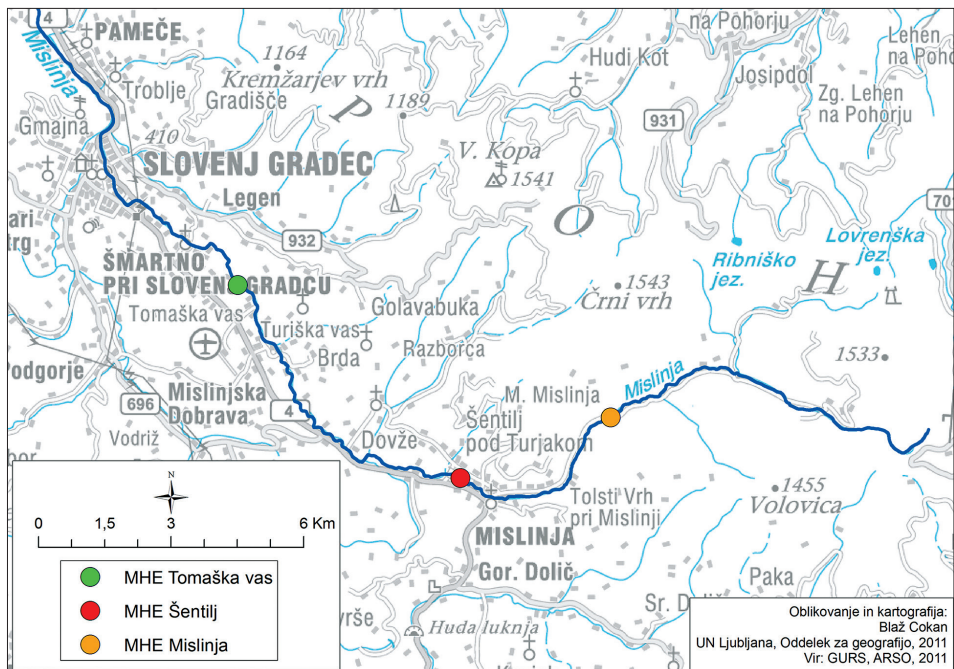 4
PAMEČE
Mislinja
Troblje
1164
Kremžarjev vrh
Gradišče
1189
Gmajna
410
SLOVENJ GRADEC
Legen
P
O
H
na Pohorju
Hudi Kot
Josipdol
Lehen
na Poho
Zg. Lehen
na Pohorju
931
V. Kopa
1541
701
932
ari
trg
ŠMARTNO
PRI SLOVENJ GRADCU
Tomaška vas
Turiška vas
Brda
Golavabuka
Razborca
1543
Črni vrh
Ribniško
jez.
Lovrenška
jez.
1533
Podgorje
696
Mislinjska
Dobrava
4
Vodriž
bor
Dovže
M. Mislinja
Mislinja
Šentilj
pod Turjakom
Tolsti Vrh
pri Mislinji
1455
Volovica
MISLINJA
Gor. Dolič
Paka
vrše
Huda luknja
N
0 1,5 3 6 Km
MHE Tomaška vas
MHE Šentilj
MHE Mislinja
Oblikovanje in kartografija:
Blaž Cokan
UN Ljubljana, Oddelek za geografijo, 2011
Vir: GURS, ARSO, 2011